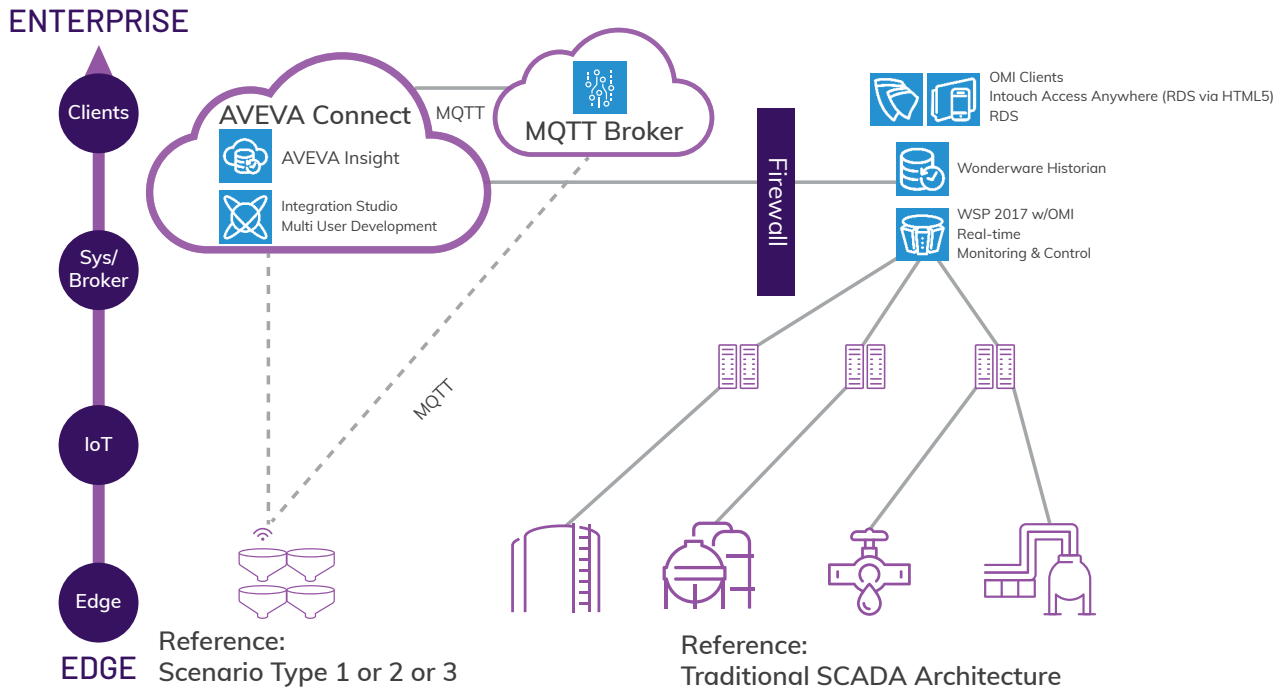 ENTERPRISE
Clients
Sys/
Broker
IoT
Edge
EDGE
AVEVA Connect
AVEVA Insight
Integration Studio
Multi User Development
MQTT
MQTT Broker
MQTT
Firewall
OMI Clients
Intouch Access Anywhere (RDS via HTML5)
RDS
Wonderware Historian
WSP 2017 w/OMI
Real-time
Monitoring & Control
Reference:
Scenario Type 1 or 2 or 3
Reference:
Traditional SCADA Architecture